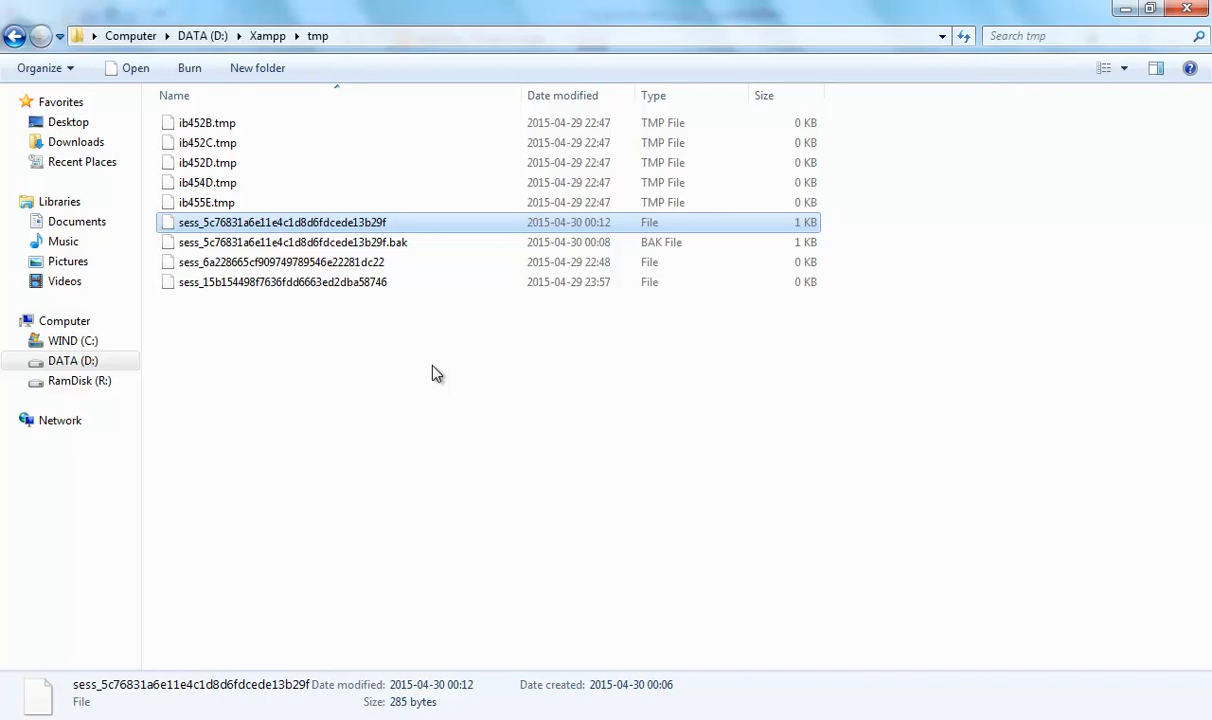 Computer DATA (D:) Xampp tmp Search tmp
Organize Open Burn New folder
Name Date modified Type Size
Favorites
Desktop
Downloads
Recent Places
Libraries
Documents
Music
Pictures
Videos
Computer
WIND (C:)
DATA (D:)
RamDisk (R:)
Network
ib452B.tmp 2015-04-29 22:47 TMP File 0 KB
ib452C.tmp 2015-04-29 22:47 TMP File 0 KB
ib452D.tmp 2015-04-29 22:47 TMP File 0 KB
ib454D.tmp 2015-04-29 22:47 TMP File 0 KB
ib455E.tmp 2015-04-29 22:47 TMP File 0 KB
sess_5c76831a6e11e4c1d8d6fdcede13b29f 2015-04-30 00:12 File 1 KB
sess_5c76831a6e11e4c1d8d6fdcede13b29f.bak 2015-04-30 00:08 BAK File 1 KB
sess_6a228665cf909749789546e22281dc22 2015-04-29 22:48 File 0 KB
sess_15b154498f7636fdd6663ed2dba58746 2015-04-29 23:57 File 0 KB
sess_5c76831a6e11e4c1d8d6fdcede13b29f Date modified: 2015-04-30 00:12 Date created: 2015-04-30 00:06
File Size: 285 bytes